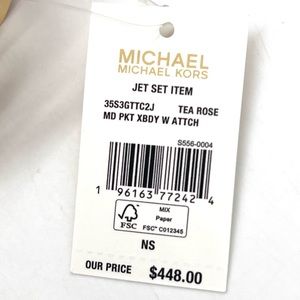 MICHAEL
MICHAEL KORS
JET SET ITEM
35S3GTTC2J TEA ROSE
MD PKT XBDY W ATTCH
S556-0004
1 96163 77242 4
FSC
MIX
Paper
FSC® C012345
NS
OUR PRICE $448.00